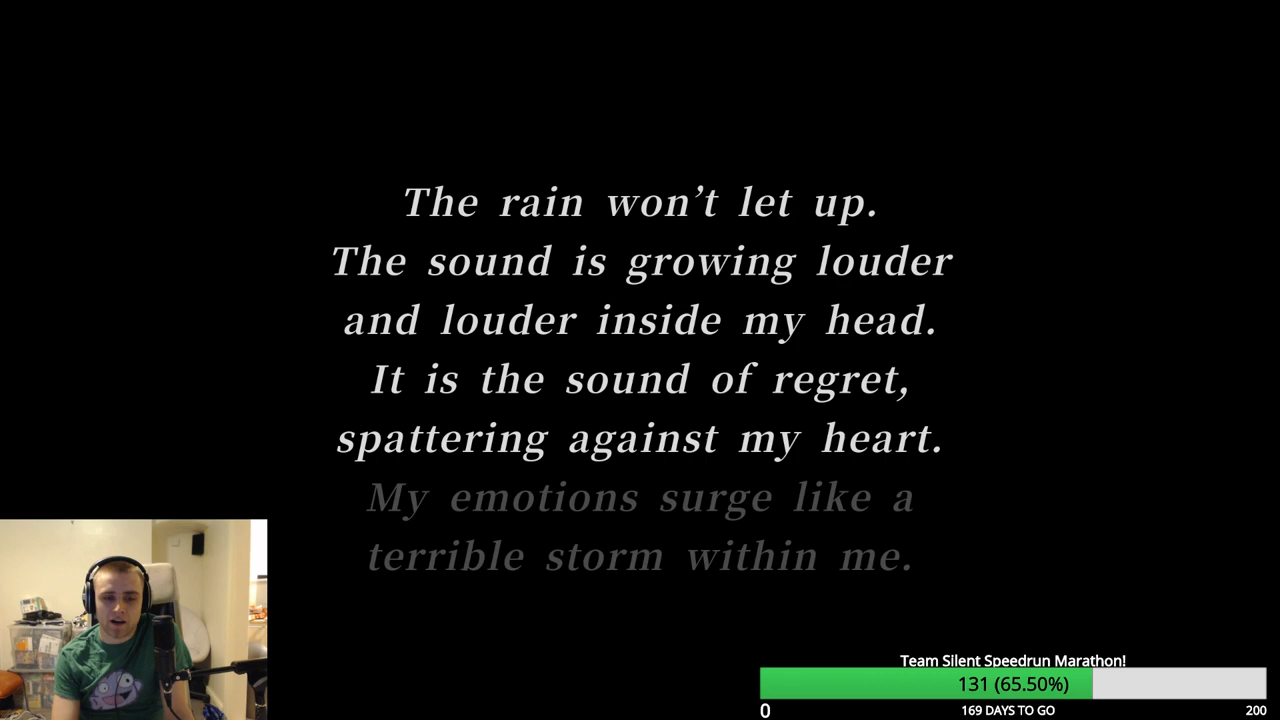 The rain won’t let up.
The sound is growing louder
and louder inside my head.
It is the sound of regret,
spattering against my heart.
My emotions surge like a
terrible storm within me.
Team Silent Speedrun Marathon!
131 (65.50%)
0
169 DAYS TO GO
200